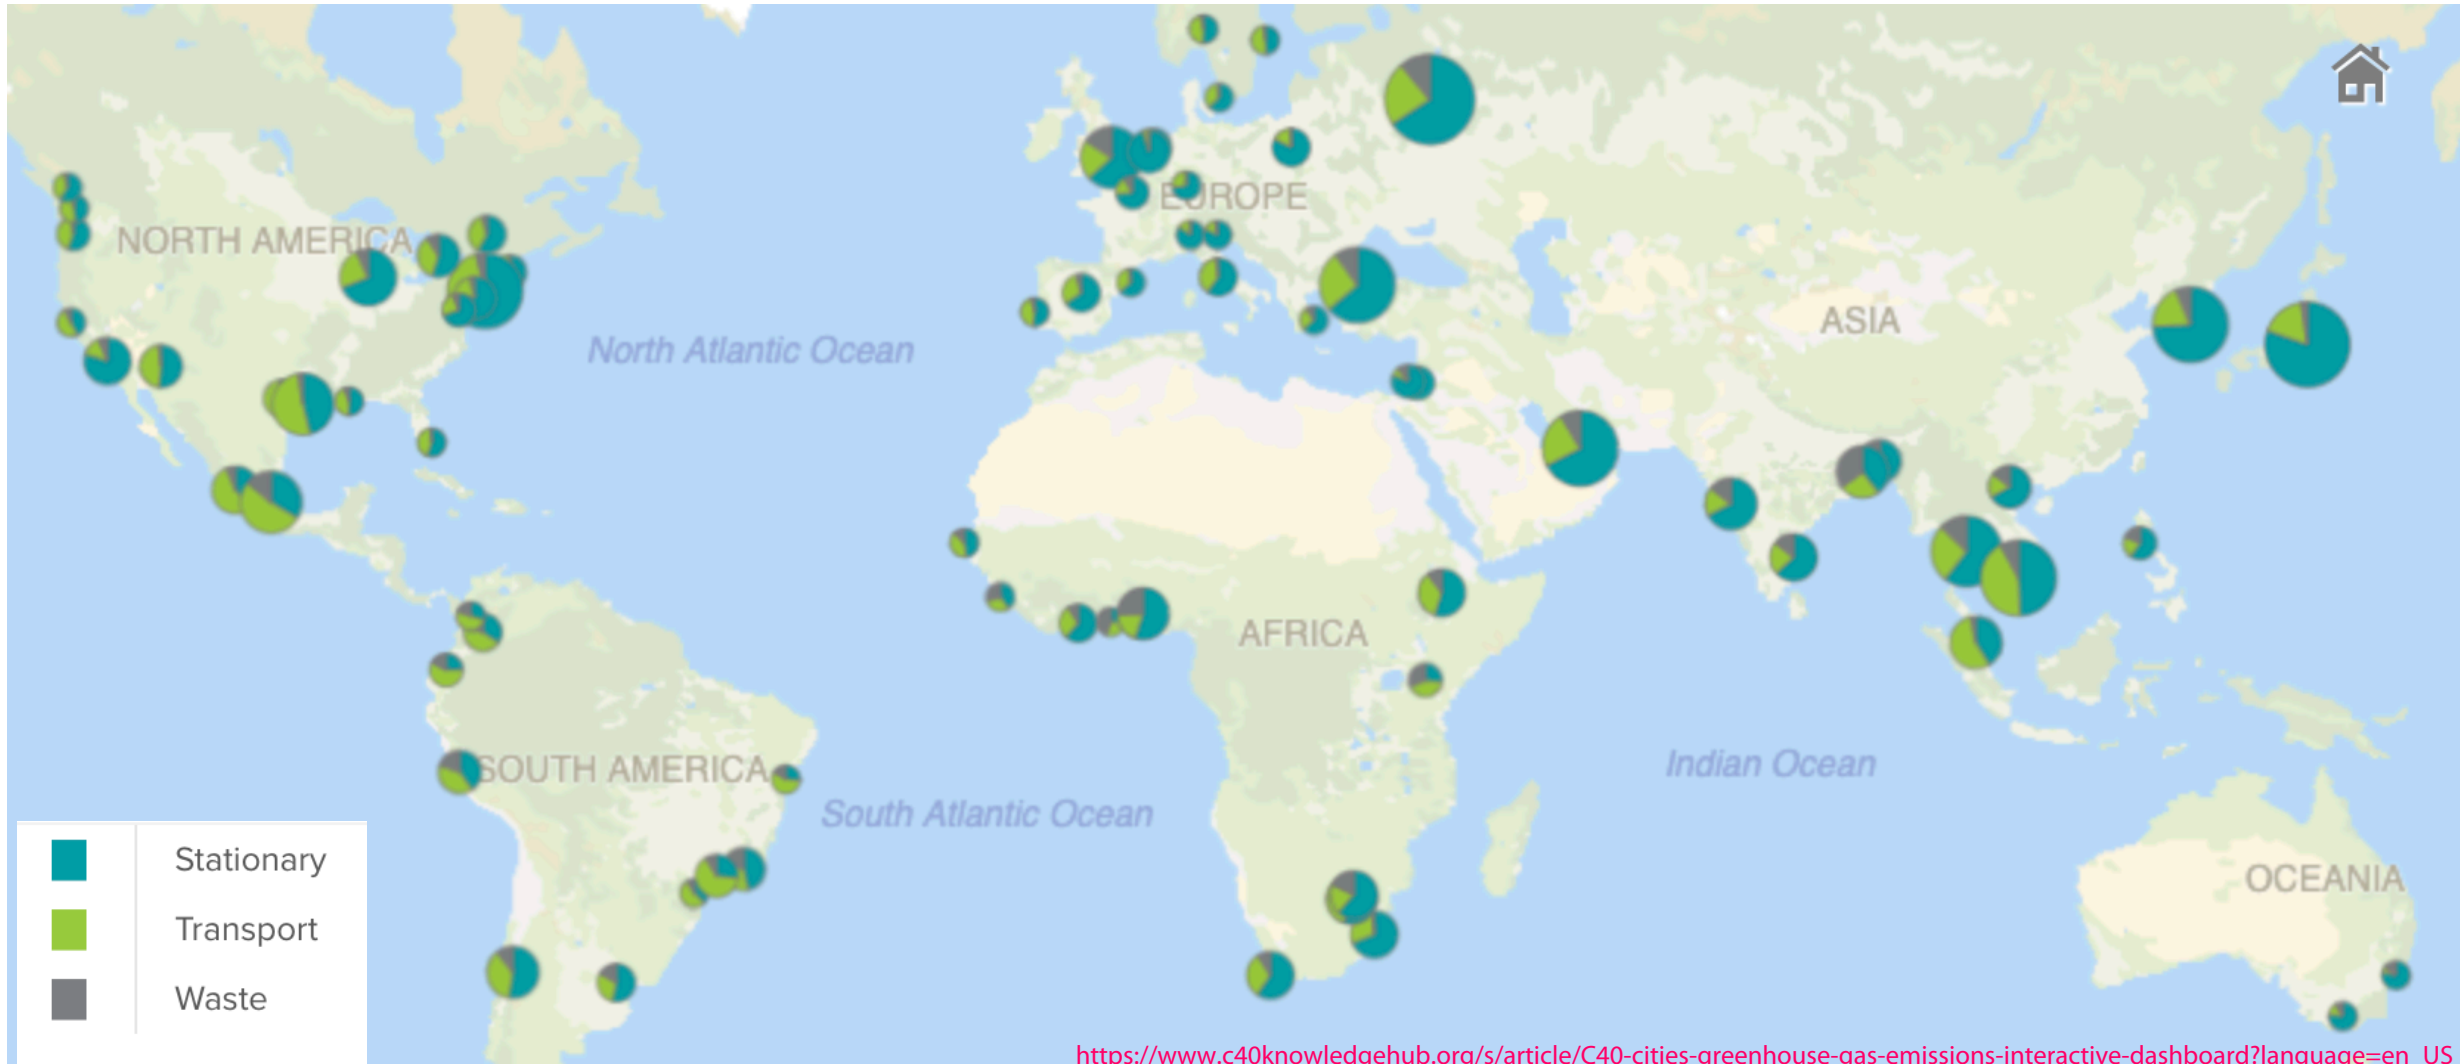 NORTH AMERICA
EUROPE
ASIA
North Atlantic Ocean
AFRICA
SOUTH AMERICA
South Atlantic Ocean
Indian Ocean
OCEANIA
Stationary
Transport
Waste
https://www.c40knowledgehub.org/s/article/C40-cities-greenhouse-gas-emissions-interactive-dashboard?language=en_US